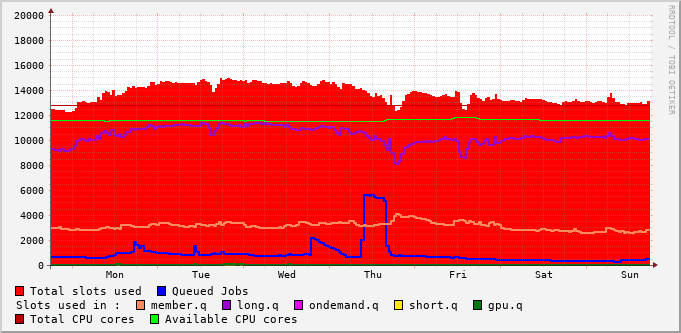 20000
18000
16000
14000
12000
10000
8000
6000
4000
2000
0
Mon Tue Wed Thu Fri Sat Sun
RRDTOOL / TOBI OETIKER
Total slots used Queued Jobs
Slots used in : member.q long.q ondemand.q short.q gpu.q
Total CPU cores Available CPU cores